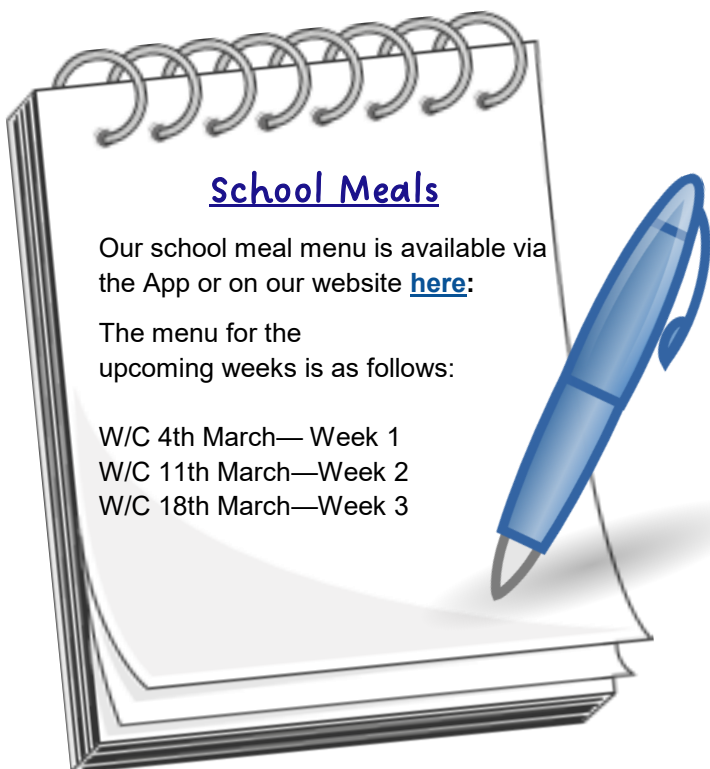 School Meals
Our school meal menu is available via
the App or on our website here:
The menu for the
upcoming weeks is as follows:
W/C 4th March— Week 1
W/C 11th March—Week 2
W/C 18th March—Week 3